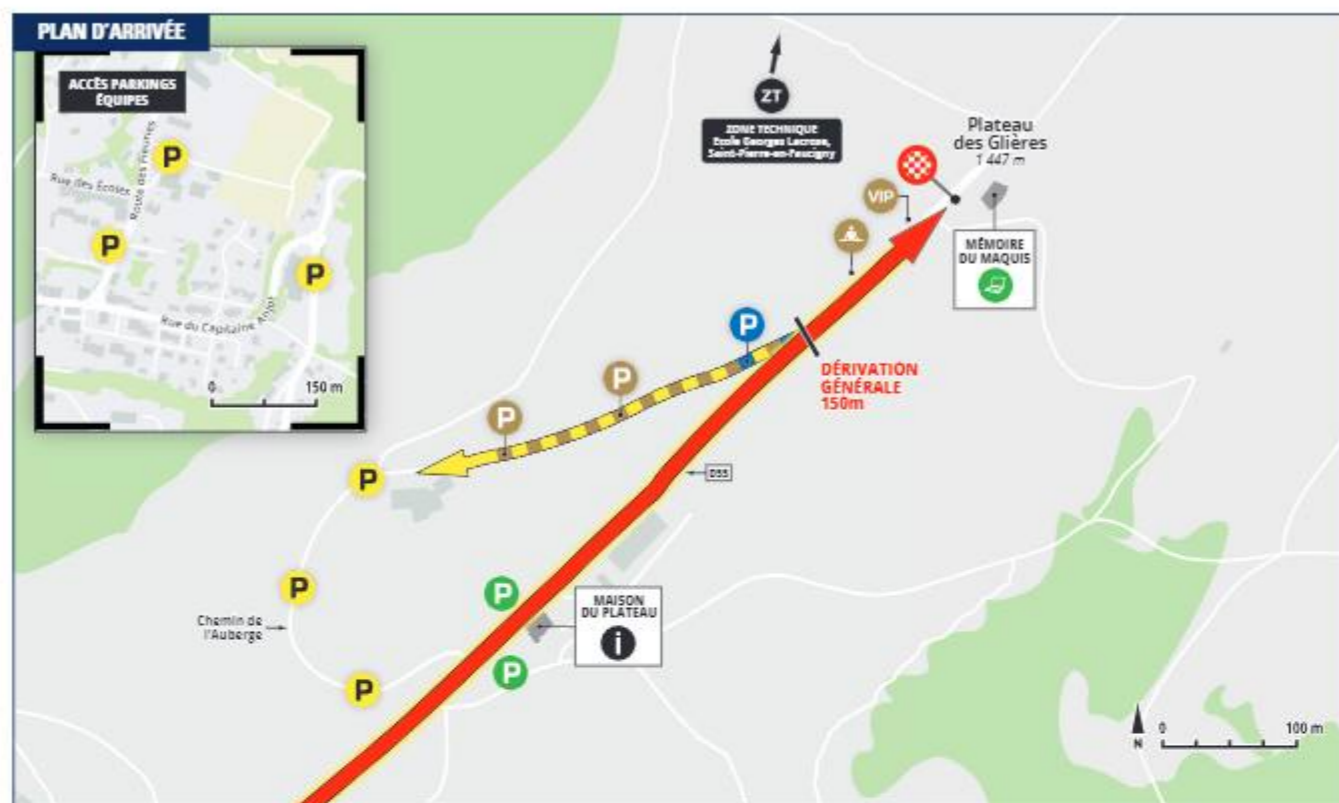 PLAN D'ARRIVÉE
ACCÈS PARKINGS
ÉQUIPES
P
Rue des Écoles
Route des Fleuries
P
P
Rue du Capitaine Anjot
0 150 m
ZT
ZONE TECHNIQUE
École Georges Lacrose,
Saint-Pierre-en-Faucigny
Plateau
des Glières
1 447 m
VIP
MÉMOIRE
DU MAQUIS
P
DÉRIVATION
GÉNÉRALE
150m
P
P
P
D55
P
P
MAISON
DU PLATEAU
i
Chemin de
l'Auberge
P
P
N
0 100 m